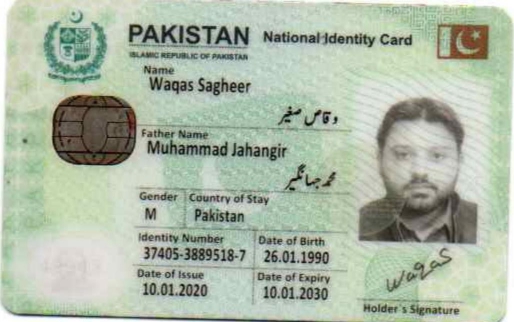 PAKISTAN National Identity Card
ISLAMIC REPUBLIC OF PAKISTAN
Name
Waqas Sagheer
وقاص صغیر
Father Name
Muhammad Jahangir
محمد جہانگیر
Gender Country of Stay
M Pakistan
Identity Number Date of Birth
37405-3889518-7 26.01.1990
Date of Issue Date of Expiry
10.01.2020 10.01.2030
Waqas
Holder's Signature